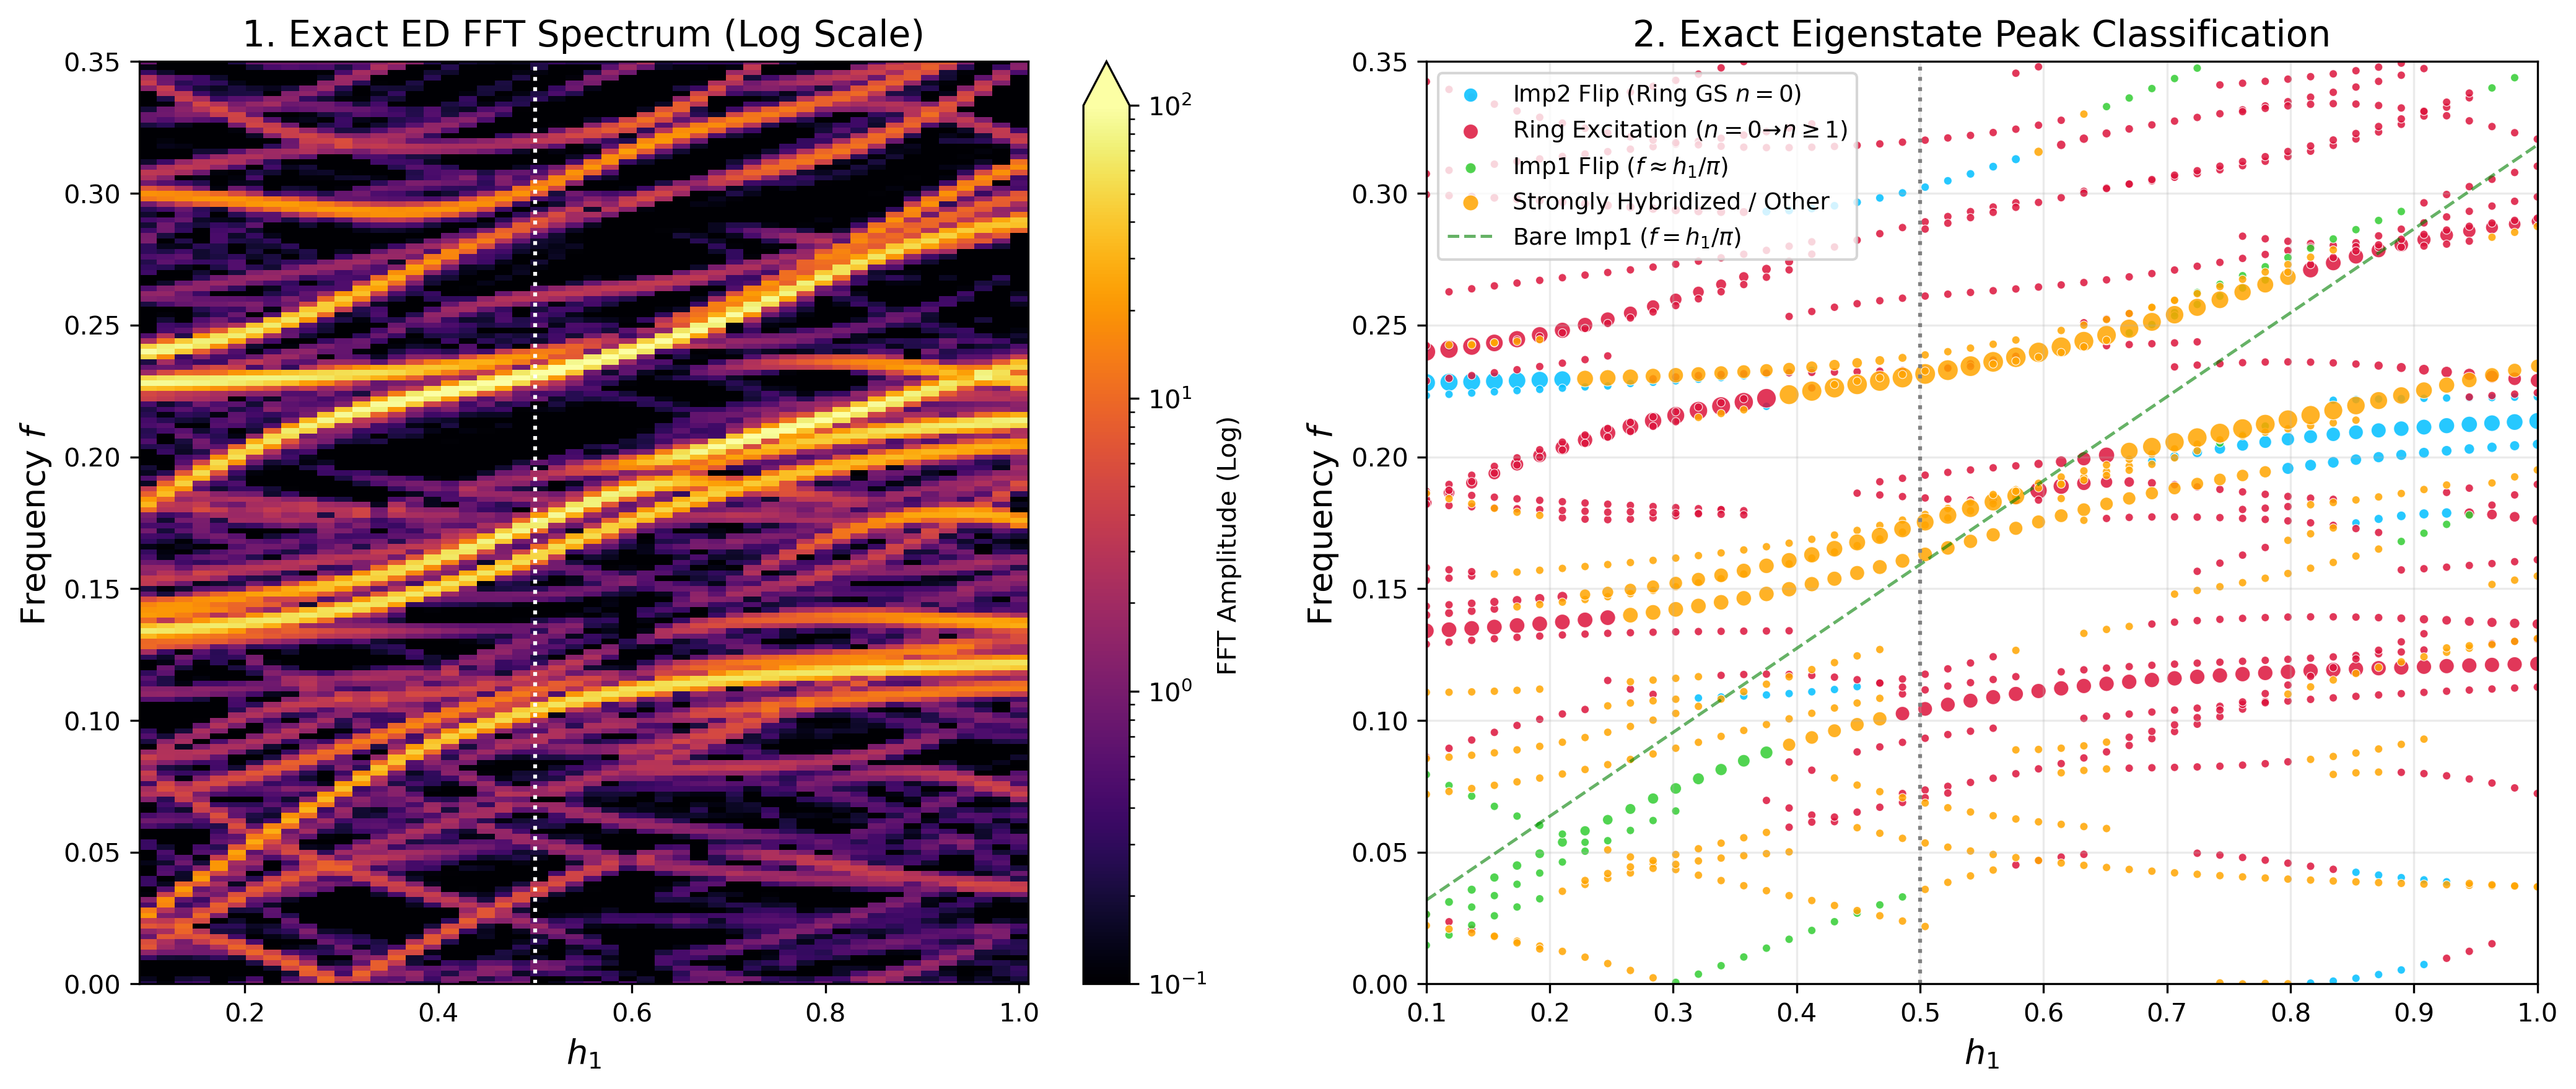 1. Exact ED FFT Spectrum (Log Scale)
Frequency f
0.35
0.30
0.25
0.20
0.15
0.10
0.05
0.00
0.2
0.4
0.6
0.8
1.0
h₁
10²
10¹
10⁰
10⁻¹
FFT Amplitude (Log)
2. Exact Eigenstate Peak Classification
Imp2 Flip (Ring GS n = 0)
Ring Excitation (n = 0→n ≥ 1)
Imp1 Flip (f ≈ h₁/π)
Strongly Hybridized / Other
Bare Imp1 (f = h₁/π)
Frequency f
0.35
0.30
0.25
0.20
0.15
0.10
0.05
0.00
0.1
0.2
0.3
0.4
0.5
0.6
0.7
0.8
0.9
1.0
h₁